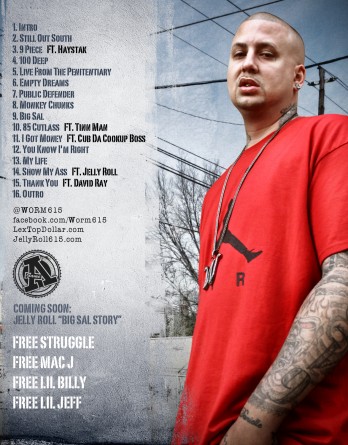 1. Intro
2. Still Out South
3. 9 Piece Ft. Haystak
4. 100 Deep
5. Live From The Penitentiary
6. Empty Dreams
7. Public Defender
8. Monkey Chunks
9. Big Sal
10. 85 Cutlass Ft. Tinn Man
11. I Got Money Ft. Cub Da Cookup Boss
12. You Know I'm Right
13. My Life
14. Show My Ass Ft. Jelly Roll
15. Thank You Ft. David Ray
16. Outro
@WORM615
facebook.com/Worm615
LexTopDollar.com
JellyRoll615.com
COMING SOON:
JELLY ROLL "BIG SAL STORY"
FREE STRUGGLE
FREE MAC J
FREE LIL BILLY
FREE LIL JEFF
R